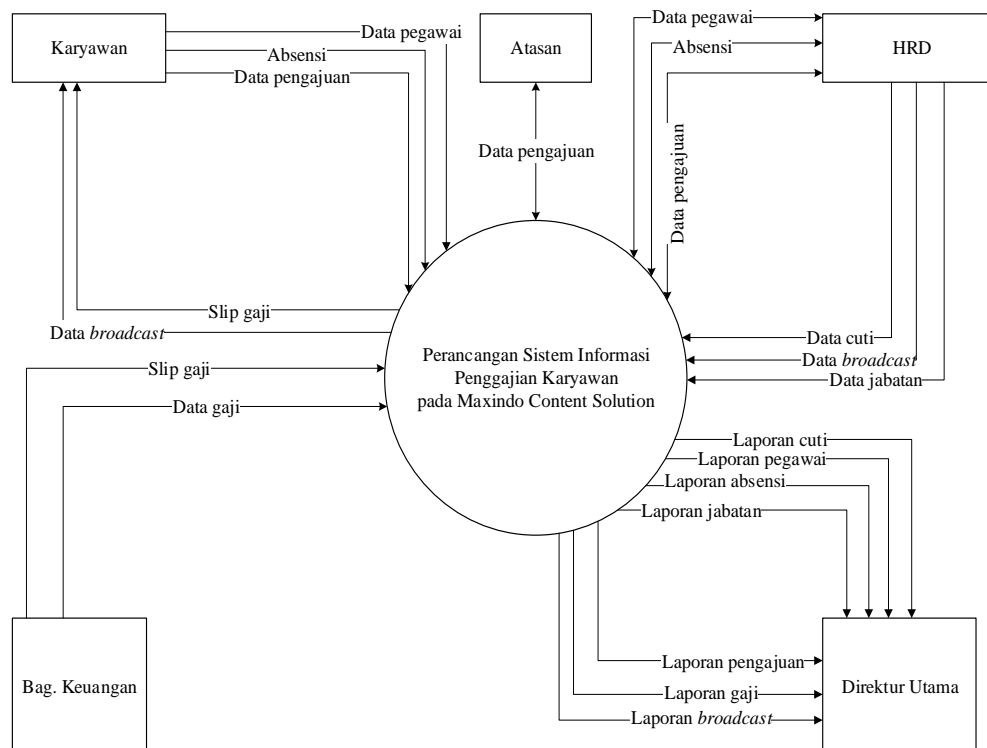 Data pegawai
Absensi
Data pengajuan
Karyawan
Atasan
Data pegawai
Absensi
HRD
Data pengajuan
Data pengajuan
Slip gaji
Data broadcast
Slip gaji
Data gaji
Perancangan Sistem Informasi
Penggajian Karyawan
pada Maxindo Content Solution
Data cuti
Data broadcast
Data jabatan
Laporan cuti
Laporan pegawai
Laporan absensi
Laporan jabatan
Laporan pengajuan
Laporan gaji
Laporan broadcast
Bag. Keuangan
Direktur Utama